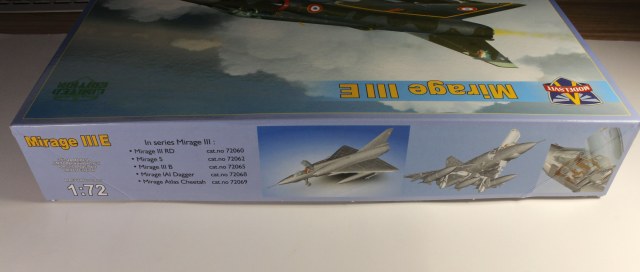 Mirage III E
MODELSVIT
LIMITED EDITION
Mirage III E
1:72
In series Mirage III :
• Mirage III RD cat.no 72060
• Mirage 5 cat.no 72062
• Mirage III B cat.no 72065
• Mirage IAI Dagger cat.no 72068
• Mirage Atlas Cheetah cat.no 72069